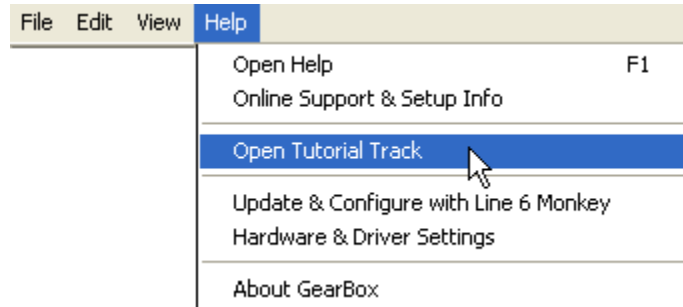 File Edit View Help
Open Help F1
Online Support & Setup Info
Open Tutorial Track
Update & Configure with Line 6 Monkey
Hardware & Driver Settings
About GearBox